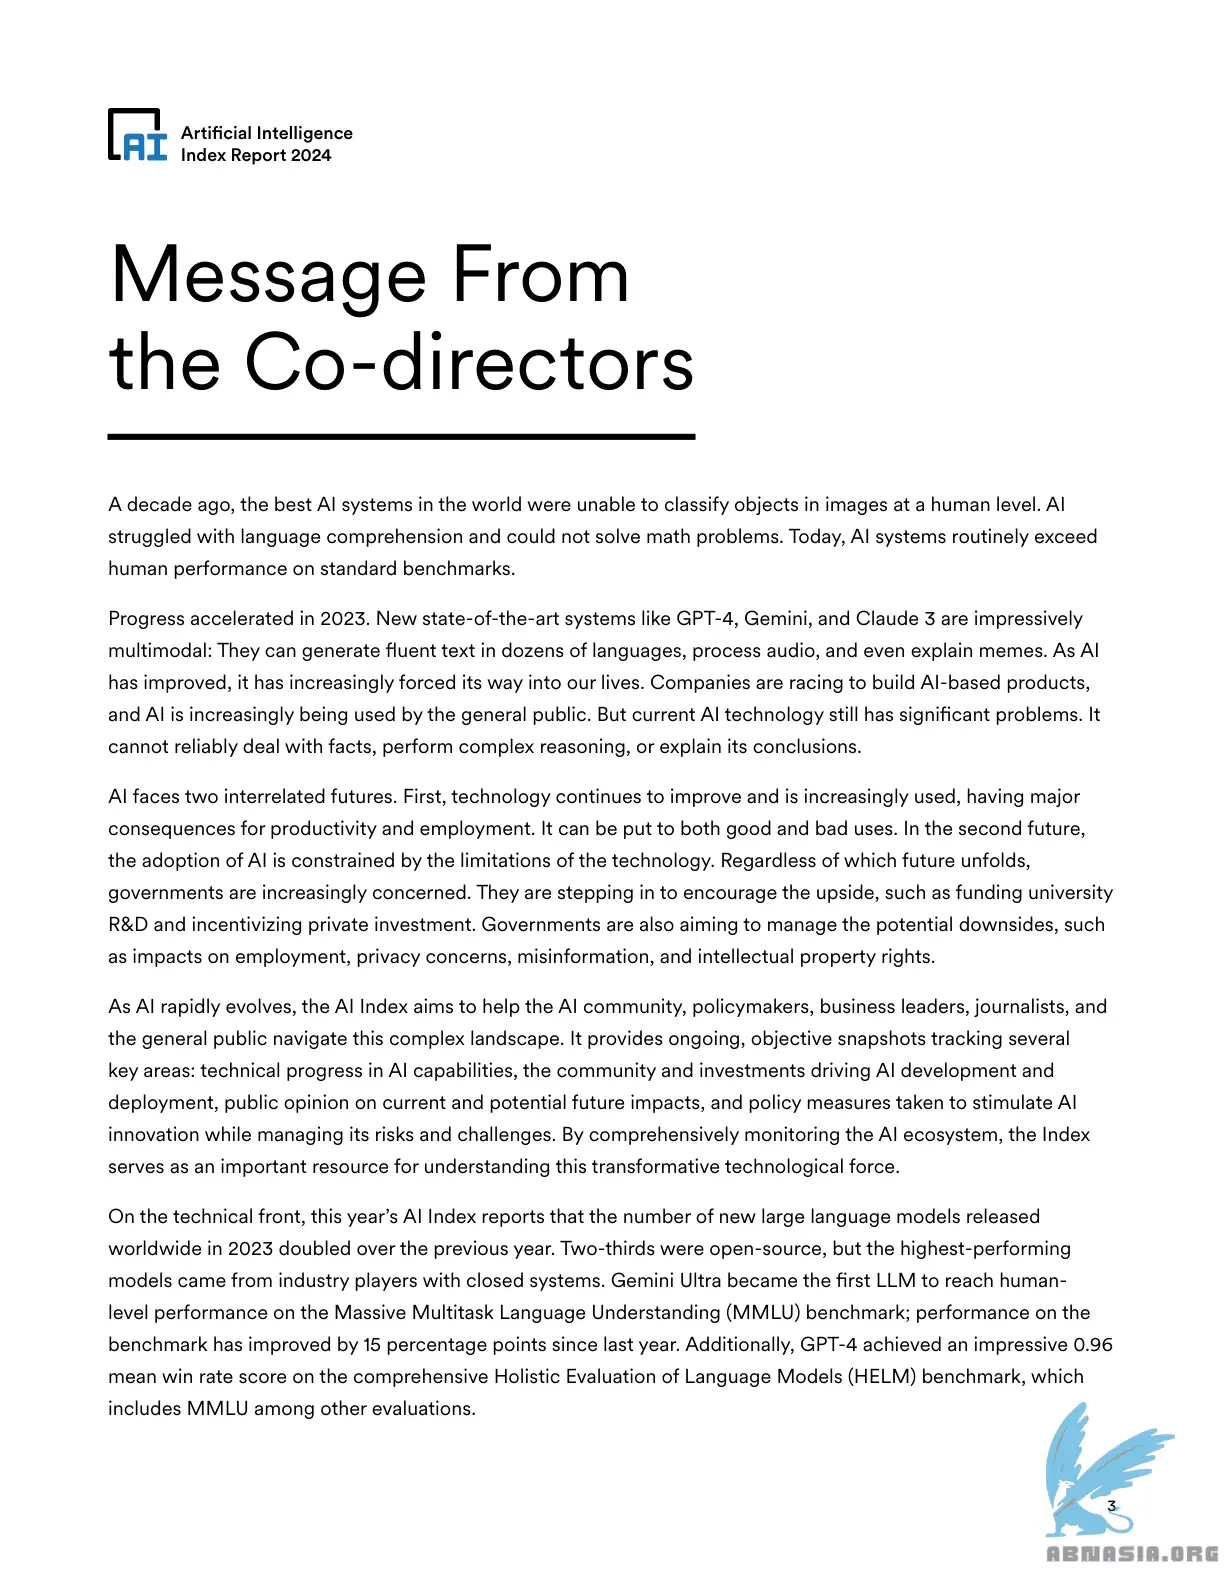 AI
Artificial Intelligence
Index Report 2024
Message From
the Co-directors
A decade ago, the best AI systems in the world were unable to classify objects in images at a human level. AI
struggled with language comprehension and could not solve math problems. Today, AI systems routinely exceed
human performance on standard benchmarks.
Progress accelerated in 2023. New state-of-the-art systems like GPT-4, Gemini, and Claude 3 are impressively
multimodal: They can generate fluent text in dozens of languages, process audio, and even explain memes. As AI
has improved, it has increasingly forced its way into our lives. Companies are racing to build AI-based products,
and AI is increasingly being used by the general public. But current AI technology still has significant problems. It
cannot reliably deal with facts, perform complex reasoning, or explain its conclusions.
AI faces two interrelated futures. First, technology continues to improve and is increasingly used, having major
consequences for productivity and employment. It can be put to both good and bad uses. In the second future,
the adoption of AI is constrained by the limitations of the technology. Regardless of which future unfolds,
governments are increasingly concerned. They are stepping in to encourage the upside, such as funding university
R&D and incentivizing private investment. Governments are also aiming to manage the potential downsides, such
as impacts on employment, privacy concerns, misinformation, and intellectual property rights.
As AI rapidly evolves, the AI Index aims to help the AI community, policymakers, business leaders, journalists, and
the general public navigate this complex landscape. It provides ongoing, objective snapshots tracking several
key areas: technical progress in AI capabilities, the community and investments driving AI development and
deployment, public opinion on current and potential future impacts, and policy measures taken to stimulate AI
innovation while managing its risks and challenges. By comprehensively monitoring the AI ecosystem, the Index
serves as an important resource for understanding this transformative technological force.
On the technical front, this year’s AI Index reports that the number of new large language models released
worldwide in 2023 doubled over the previous year. Two-thirds were open-source, but the highest-performing
models came from industry players with closed systems. Gemini Ultra became the first LLM to reach human-
level performance on the Massive Multitask Language Understanding (MMLU) benchmark; performance on the
benchmark has improved by 15 percentage points since last year. Additionally, GPT-4 achieved an impressive 0.96
mean win rate score on the comprehensive Holistic Evaluation of Language Models (HELM) benchmark, which
includes MMLU among other evaluations.
3
ABNASIA.ORG